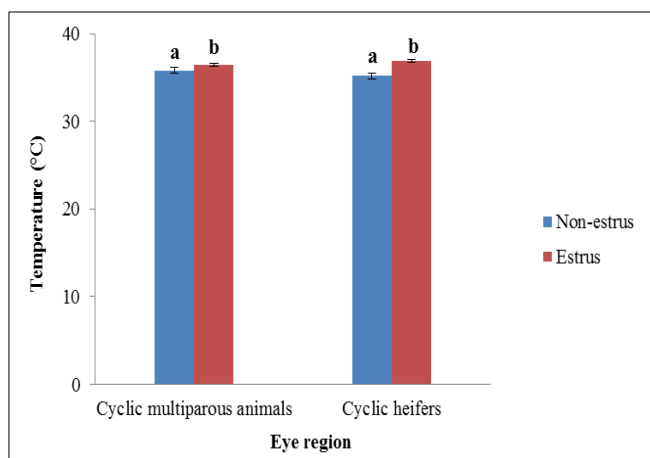 40
30
20
10
0
Temperature (°C)
a b
a b
Cyclic multiparous animals
Cyclic heifers
Eye region
Non-estrus
Estrus